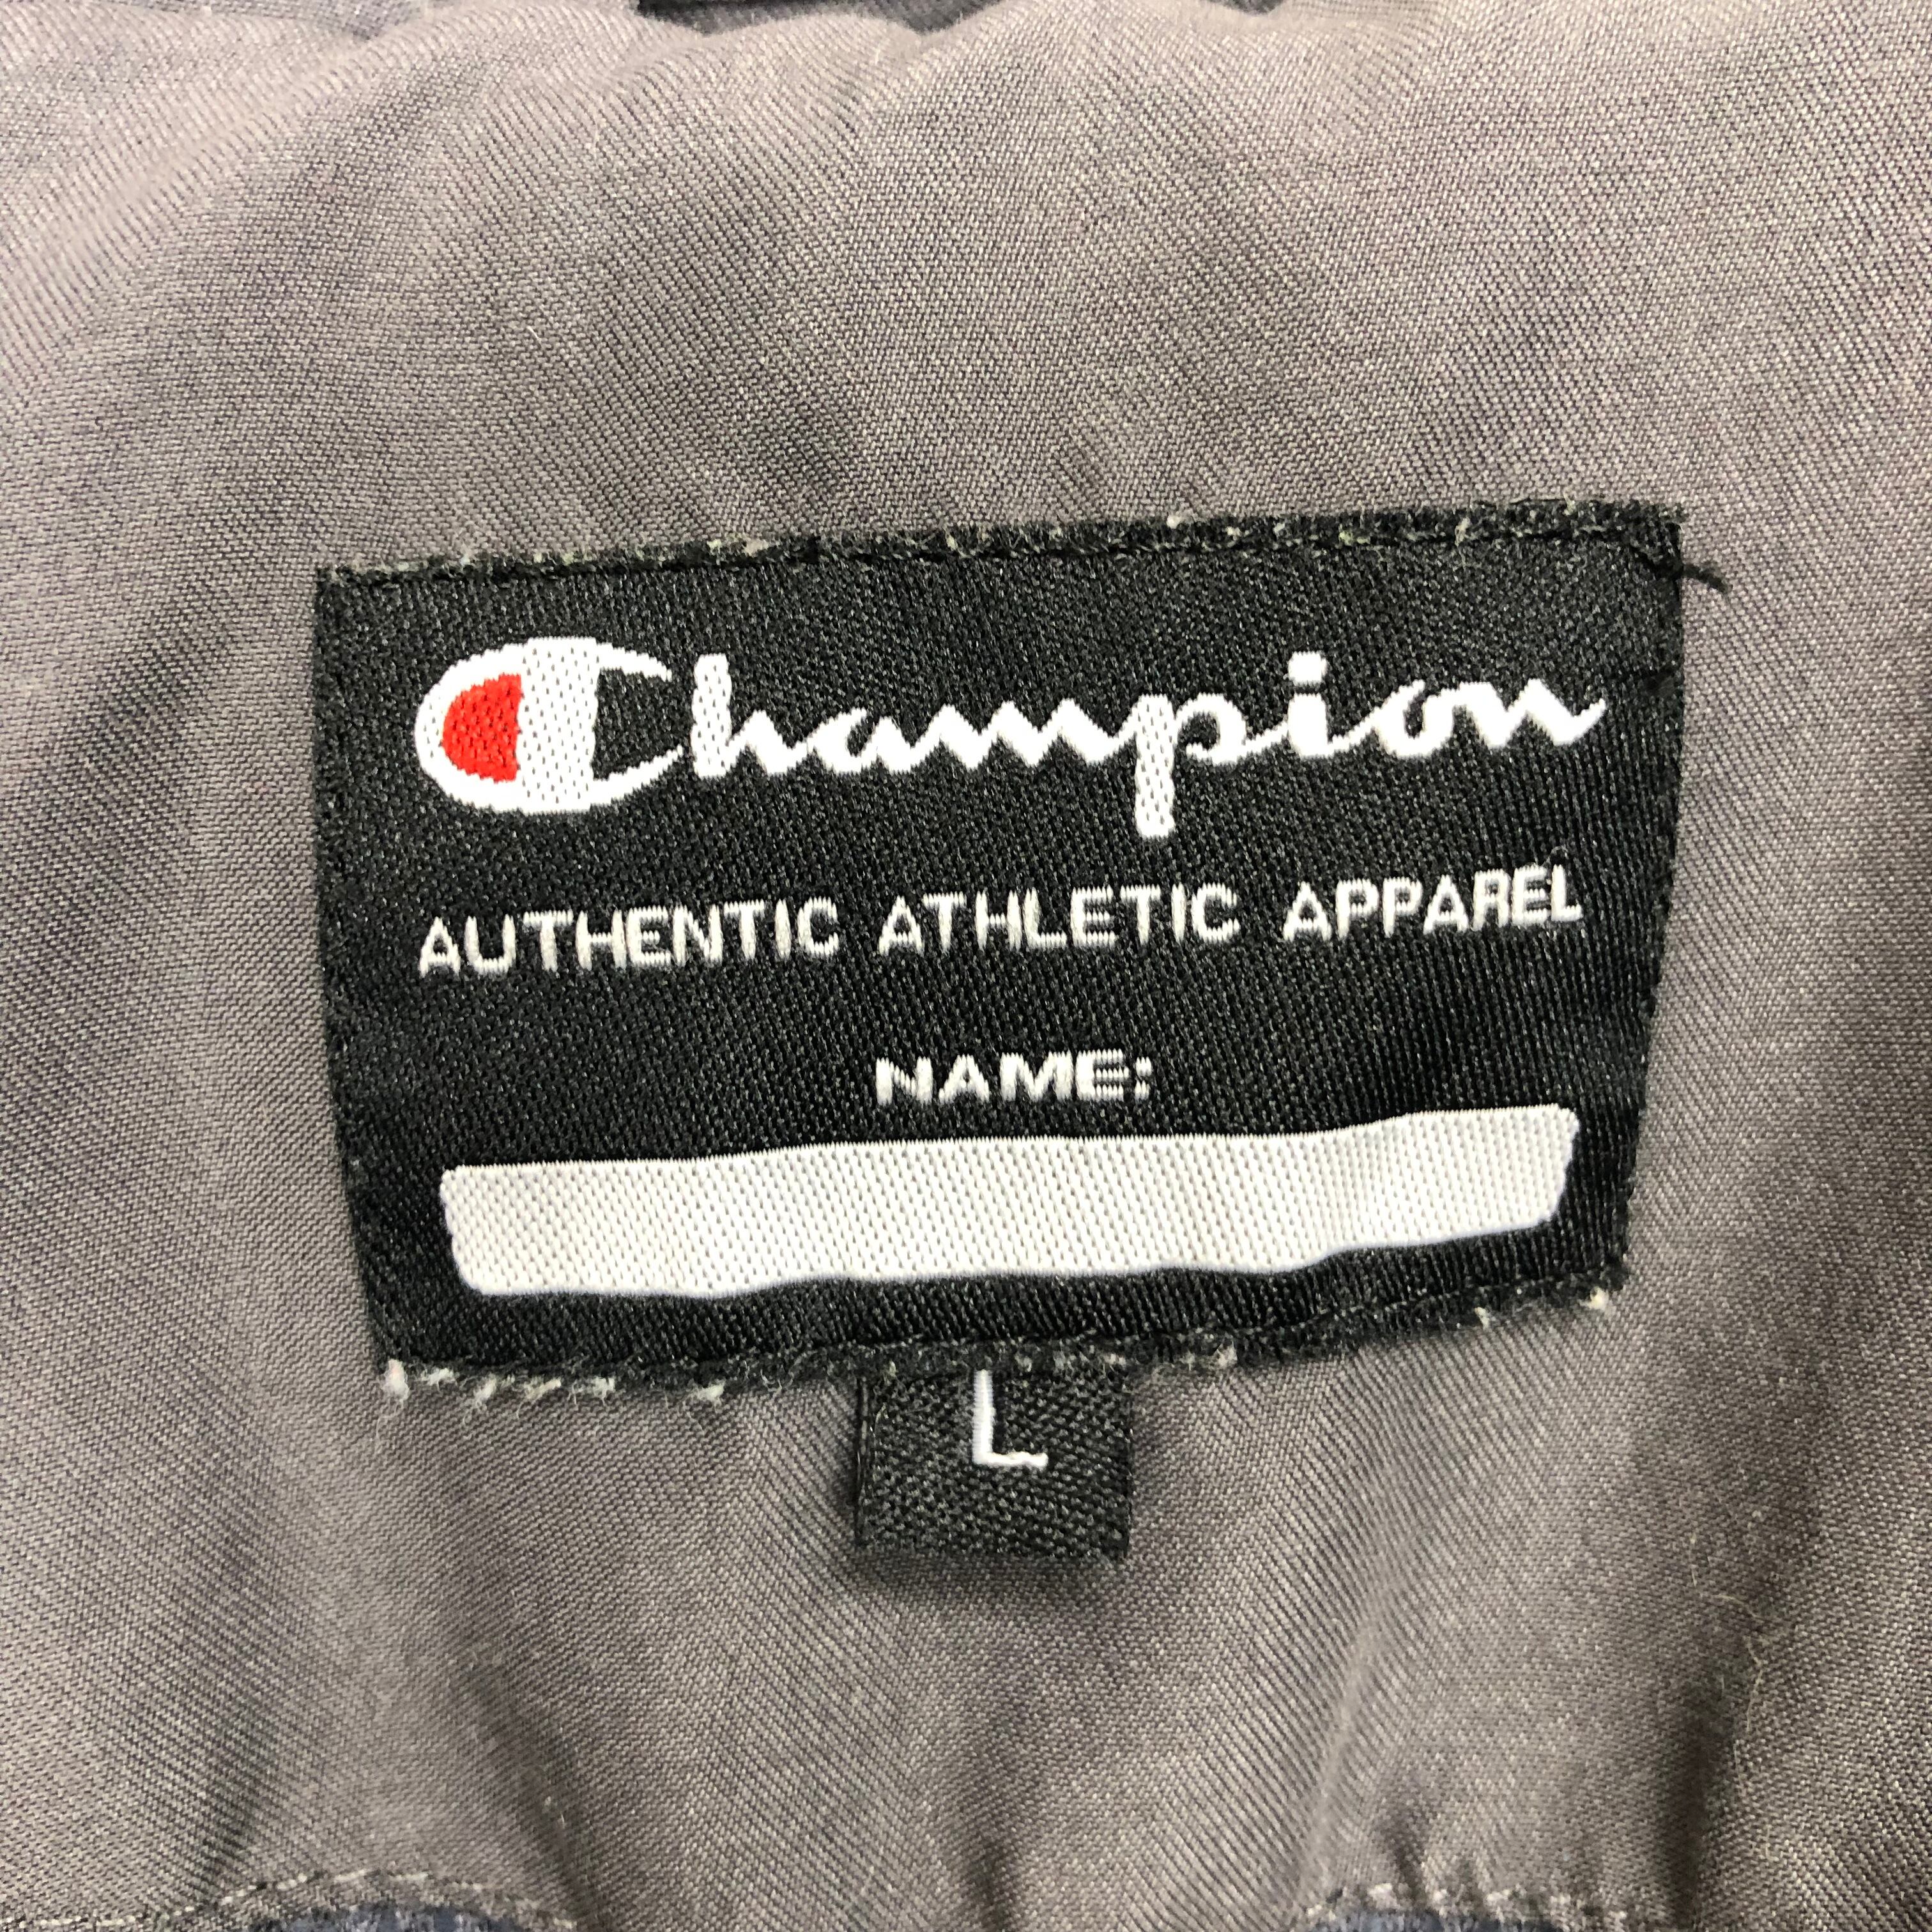 Champion
AUTHENTIC ATHLETIC APPAREL
NAME:
L